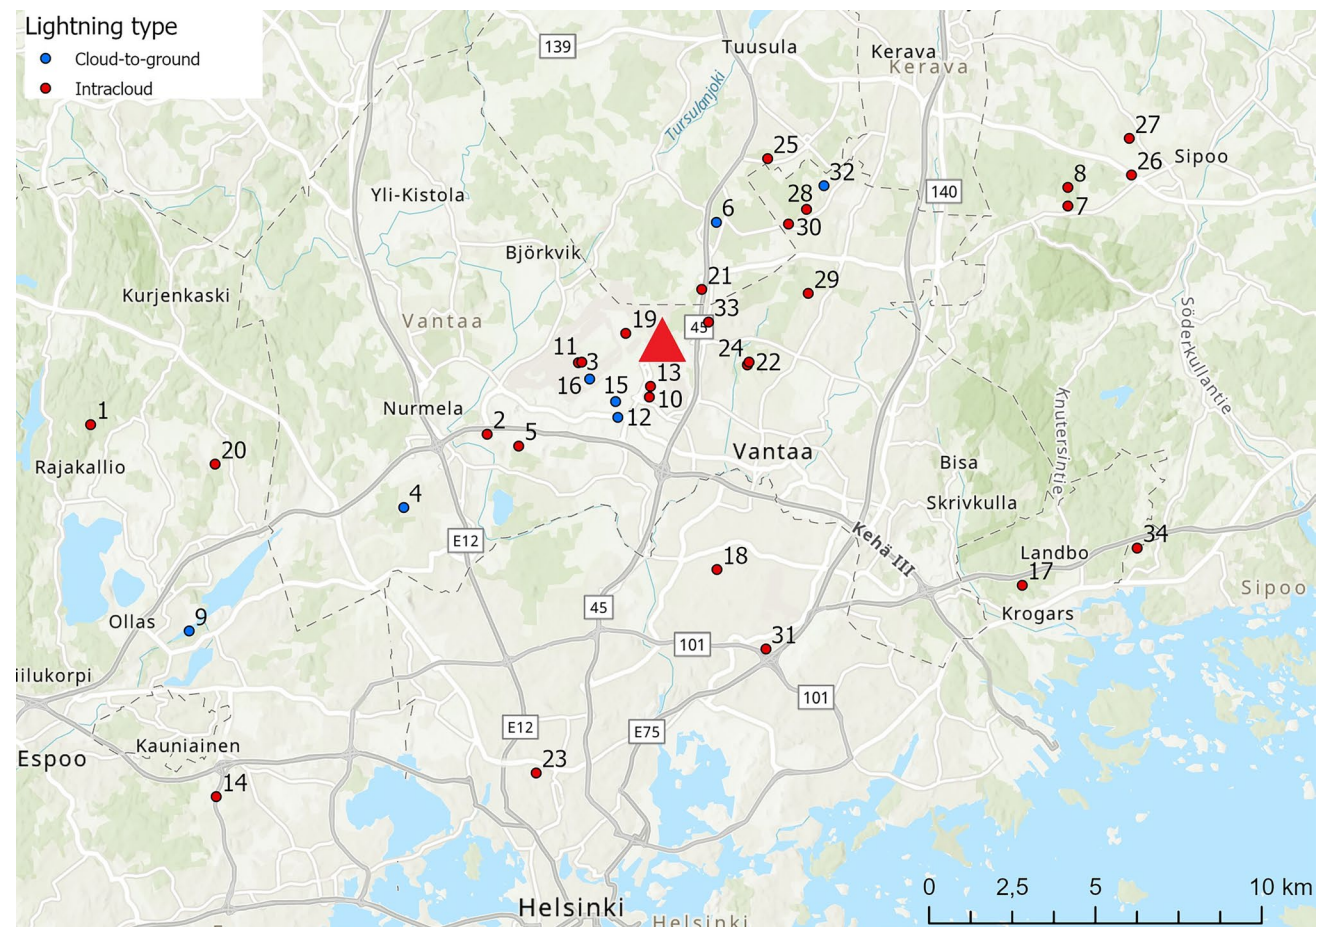 Lightning type
Cloud-to-ground
Intracloud
139
Tuusula
Kerava
Kerava
Tursulanjoki
27
25
Sipoo
26
32
8
Yli-Kistola
140
28
7
6
30
Björkvik
21
29
Kurjenkaski
33
Vantaa
19
45
Söderkullantie
11
3
24
22
13
16
15
10
Knutersintie
Nurmela
12
1
2
5
Vantaa
20
Rajakallio
Bisa
4
Skrivkulla
Kehä III
E12
34
18
Landbo
17
Sipoo
45
Krogars
9
Ollas
31
101
iilukorpi
101
E12
E75
Kauniainen
Espoo
23
14
0 2,5 5 10 km
Helsinki
Helsinki